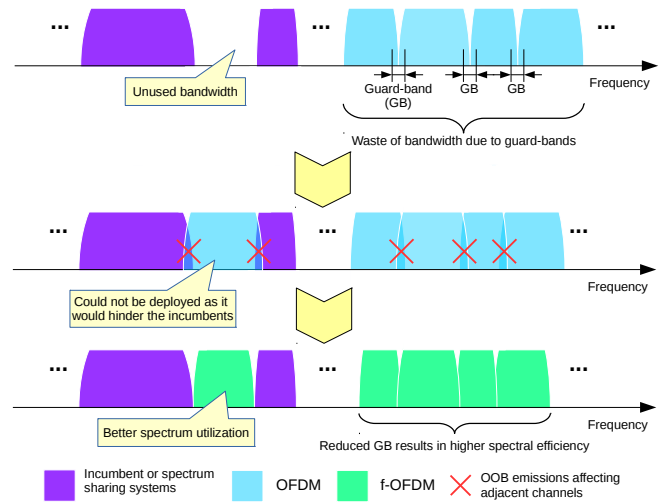 ... ... ...
Unused bandwidth
Frequency
Guard-band
(GB)
GB
GB
Waste of bandwidth due to guard-bands
... ... ...
Frequency
Could not be deployed as it
would hinder the incumbents
... ... ...
Frequency
Better spectrum utilization
Reduced GB results in higher spectral efficiency
Incumbent or spectrum
sharing systems
OFDM
f-OFDM
OOB emissions affecting
adjacent channels